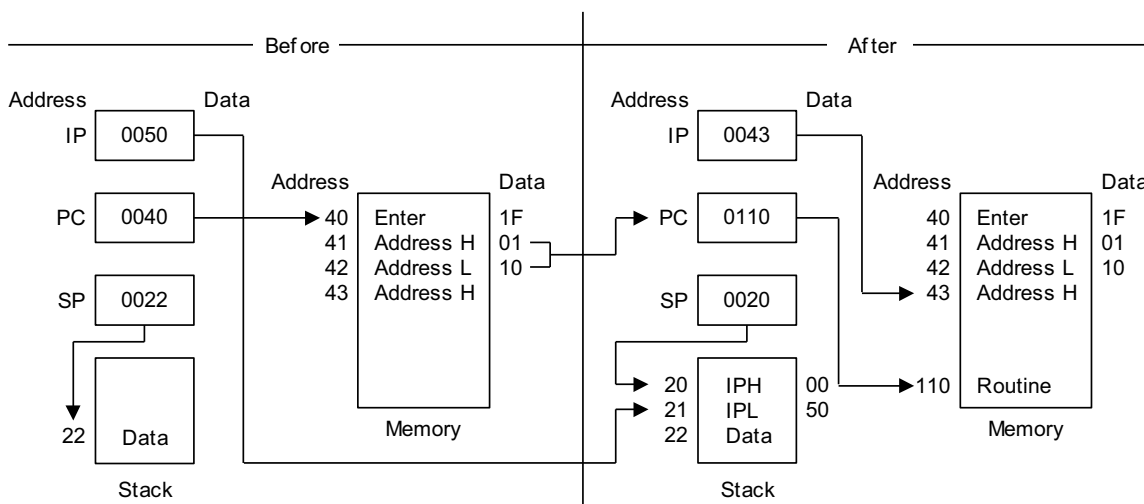 Before
After
Address Data
IP 0050
Address Data
PC 0040
40 Enter 1F
41 Address H 01
42 Address L 10
43 Address H
SP 0022
22 Data
Memory
Stack
Address Data
IP 0043
Address Data
PC 0110
40 Enter 1F
41 Address H 01
42 Address L 10
43 Address H
SP 0020
20 IPH 00
21 IPL 50
22 Data
110 Routine
Memory
Stack